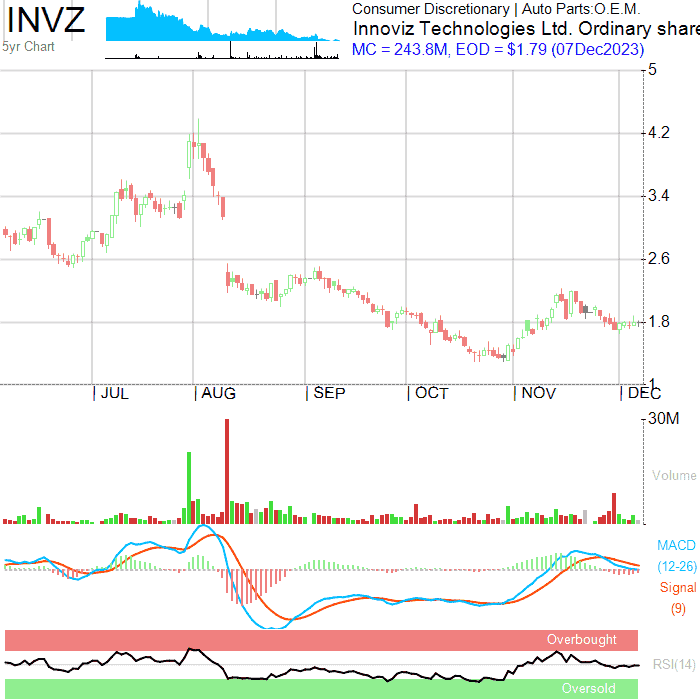 INVZ
5yr Chart
Consumer Discretionary | Auto Parts:O.E.M.
Innoviz Technologies Ltd. Ordinary share
MC = 243.8M, EOD = $1.79 (07Dec2023)
5
4.2
3.4
2.6
1.8
1
JUL AUG SEP OCT NOV DEC
30M
Volume
MACD
(12-26)
Signal
(9)
Overbought
RSI(14)
Oversold